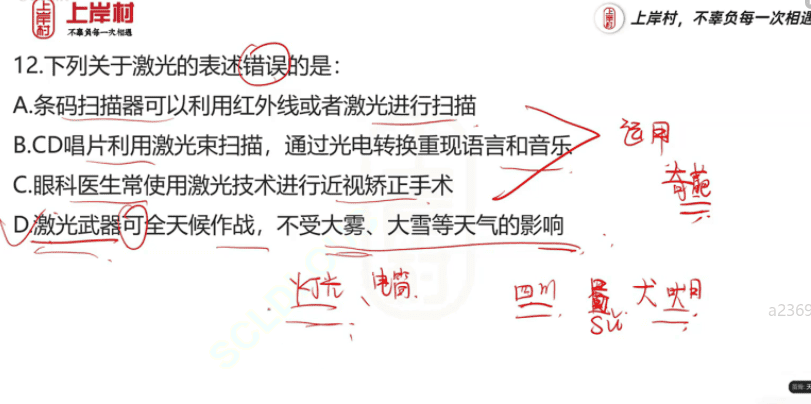 上岸村
不辜负每一次相遇
上岸村
上岸村，不辜负每一次相遇
12.下列关于激光的表述错误的是：
A.条码扫描器可以利用红外线或者激光进行扫描
B.CD唱片利用激光束扫描，通过光电转换重现语言和音乐
运用
C.眼科医生常使用激光技术进行近视矫正手术
奇葩
D.激光武器可全天候作战，不受大雾、大雪等天气的影响
灯光、电筒.
四川 犬吠日
a2369